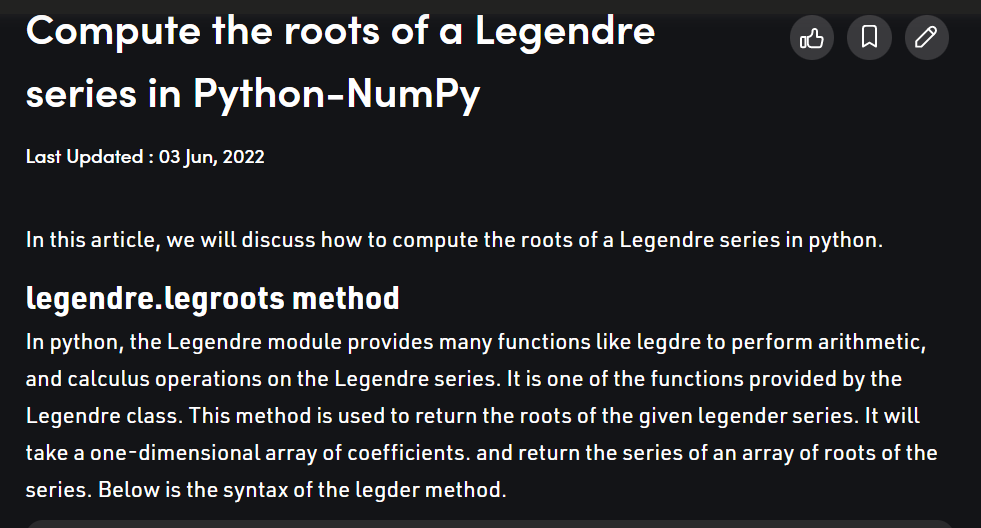 Compute the roots of a Legendre
series in Python-NumPy
Last Updated : 03 Jun, 2022
In this article, we will discuss how to compute the roots of a Legendre series in python.
legendre.legroots method
In python, the Legendre module provides many functions like legdre to perform arithmetic,
and calculus operations on the Legendre series. It is one of the functions provided by the
Legendre class. This method is used to return the roots of the given legender series. It will
take a one-dimensional array of coefficients. and return the series of an array of roots of the
series. Below is the syntax of the legder method.